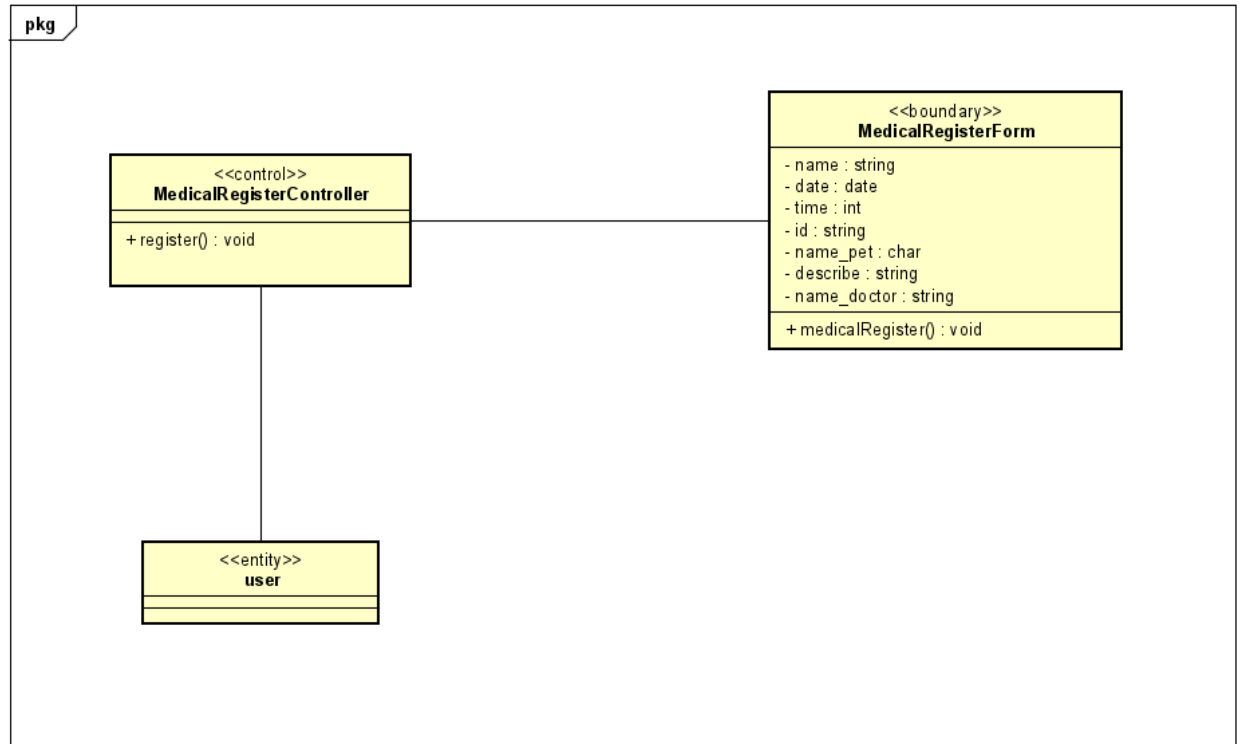 pkg
<<control>>
MedicalRegisterController
+ register() : void
<<boundary>>
MedicalRegisterForm
- name : string
- date : date
- time : int
- id : string
- name_pet : char
- describe : string
- name_doctor : string
+ medicalRegister() : void
<<entity>>
user